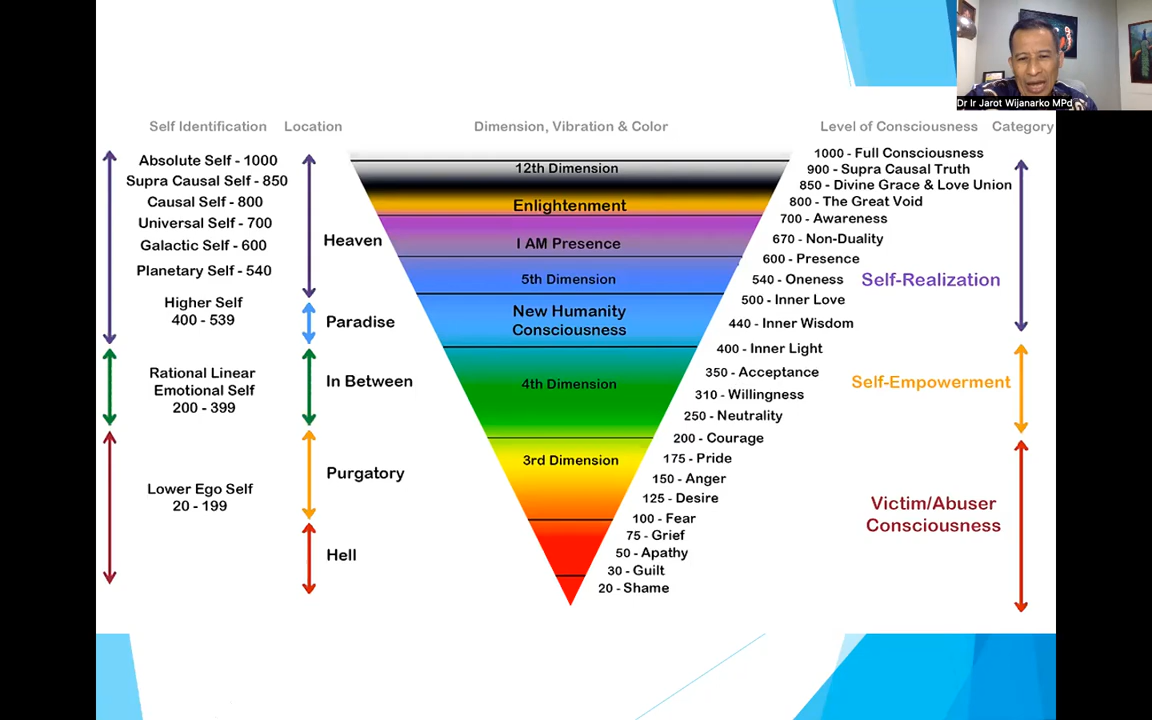 Dr Ir Jarot Wijanarko MPd
Self Identification
Location
Dimension, Vibration & Color
Level of Consciousness
Category
Absolute Self - 1000
Supra Causal Self - 850
Causal Self - 800
Universal Self - 700
Galactic Self - 600
Planetary Self - 540
Higher Self
400 - 539
Rational Linear
Emotional Self
200 - 399
Lower Ego Self
20 - 199
Heaven
Paradise
In Between
Purgatory
Hell
12th Dimension
Enlightenment
I AM Presence
5th Dimension
New Humanity
Consciousness
4th Dimension
3rd Dimension
1000 - Full Consciousness
900 - Supra Causal Truth
850 - Divine Grace & Love Union
800 - The Great Void
700 - Awareness
670 - Non-Duality
600 - Presence
540 - Oneness
500 - Inner Love
440 - Inner Wisdom
400 - Inner Light
350 - Acceptance
310 - Willingness
250 - Neutrality
200 - Courage
175 - Pride
150 - Anger
125 - Desire
100 - Fear
75 - Grief
50 - Apathy
30 - Guilt
20 - Shame
Self-Realization
Self-Empowerment
Victim/Abuser
Consciousness